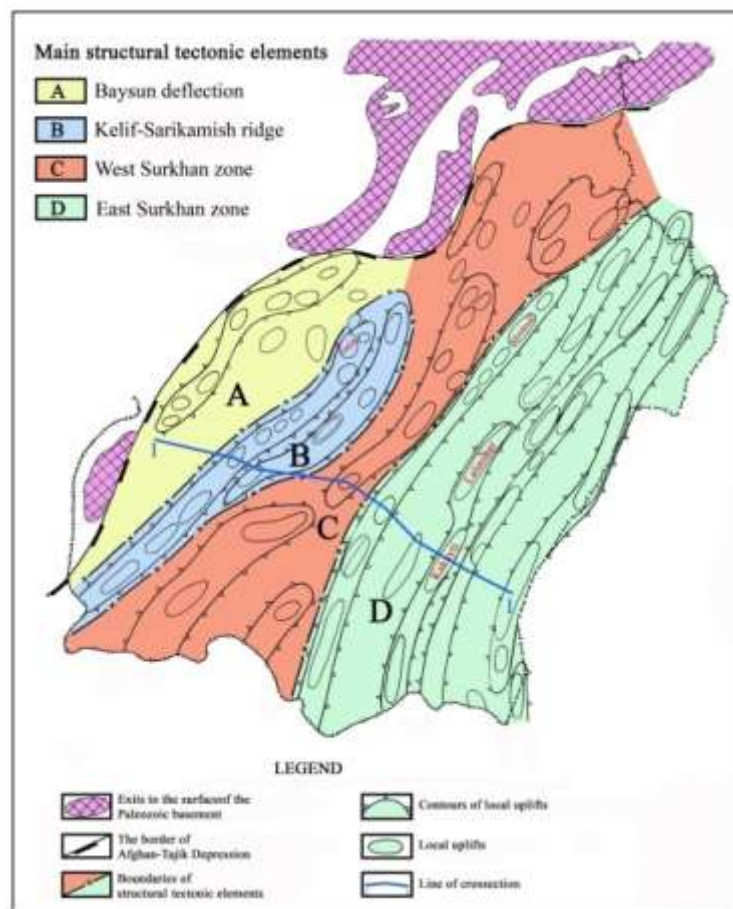 Main structural tectonic elements
A Baysun deflection
B Kelif-Sarikamish ridge
C West Surkhan zone
D East Surkhan zone
A
B
C
D
I
I
LEGEND
Exits to the surfaceof the
Paleozoic basement
The border of
Afghan-Tajik Depression
Boundaries of
structural tectonic elements
Contours of local uplifts
Local uplifts
Line of crossection